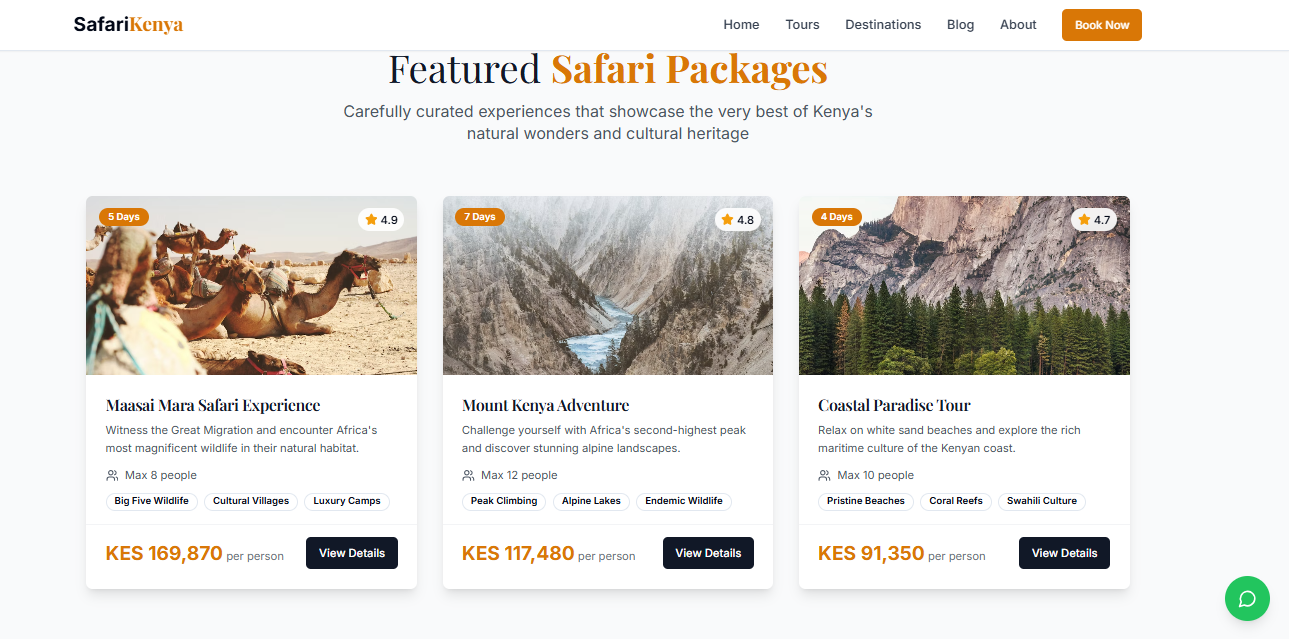 SafariKenya
Home Tours Destinations Blog About Book Now
Featured Safari Packages
Carefully curated experiences that showcase the very best of Kenya's
natural wonders and cultural heritage
5 Days
4.9
Maasai Mara Safari Experience
Witness the Great Migration and encounter Africa's
most magnificent wildlife in their natural habitat.
Max 8 people
Big Five Wildlife Cultural Villages Luxury Camps
KES 169,870 per person View Details
7 Days
4.8
Mount Kenya Adventure
Challenge yourself with Africa's second-highest peak
and discover stunning alpine landscapes.
Max 12 people
Peak Climbing Alpine Lakes Endemic Wildlife
KES 117,480 per person View Details
4 Days
4.7
Coastal Paradise Tour
Relax on white sand beaches and explore the rich
maritime culture of the Kenyan coast.
Max 10 people
Pristine Beaches Coral Reefs Swahili Culture
KES 91,350 per person View Details